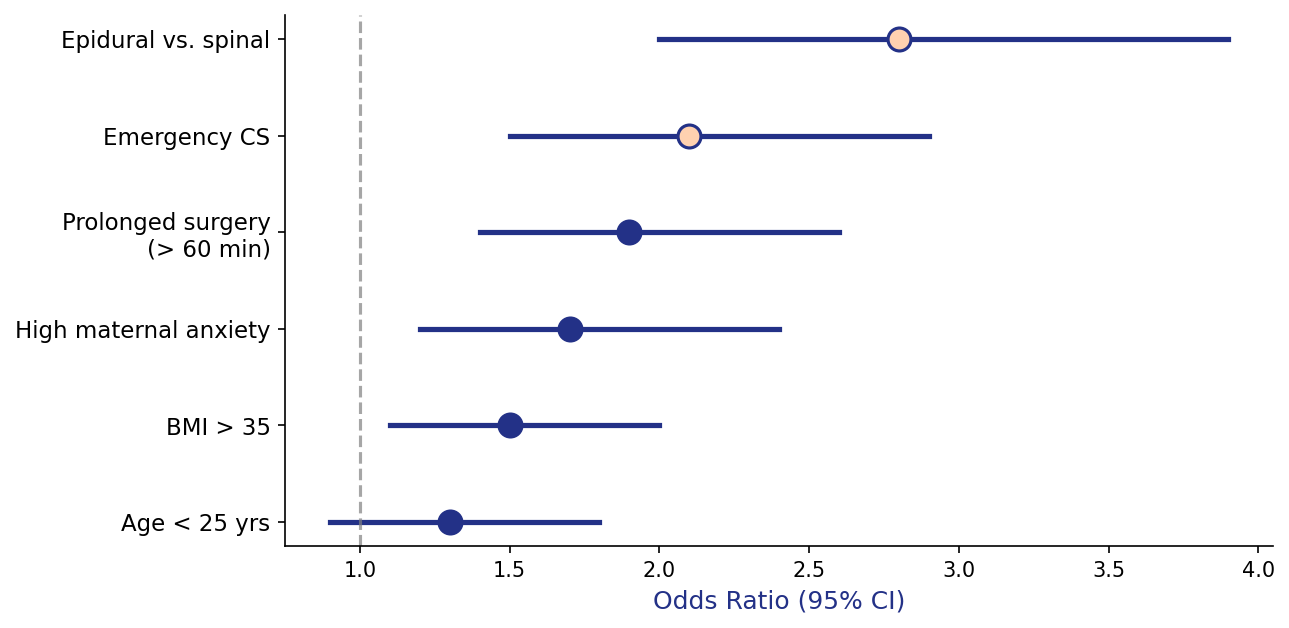 Epidural vs. spinal
Emergency CS
Prolonged surgery
(> 60 min)
High maternal anxiety
BMI > 35
Age < 25 yrs
1.0 1.5 2.0 2.5 3.0 3.5 4.0
Odds Ratio (95% CI)